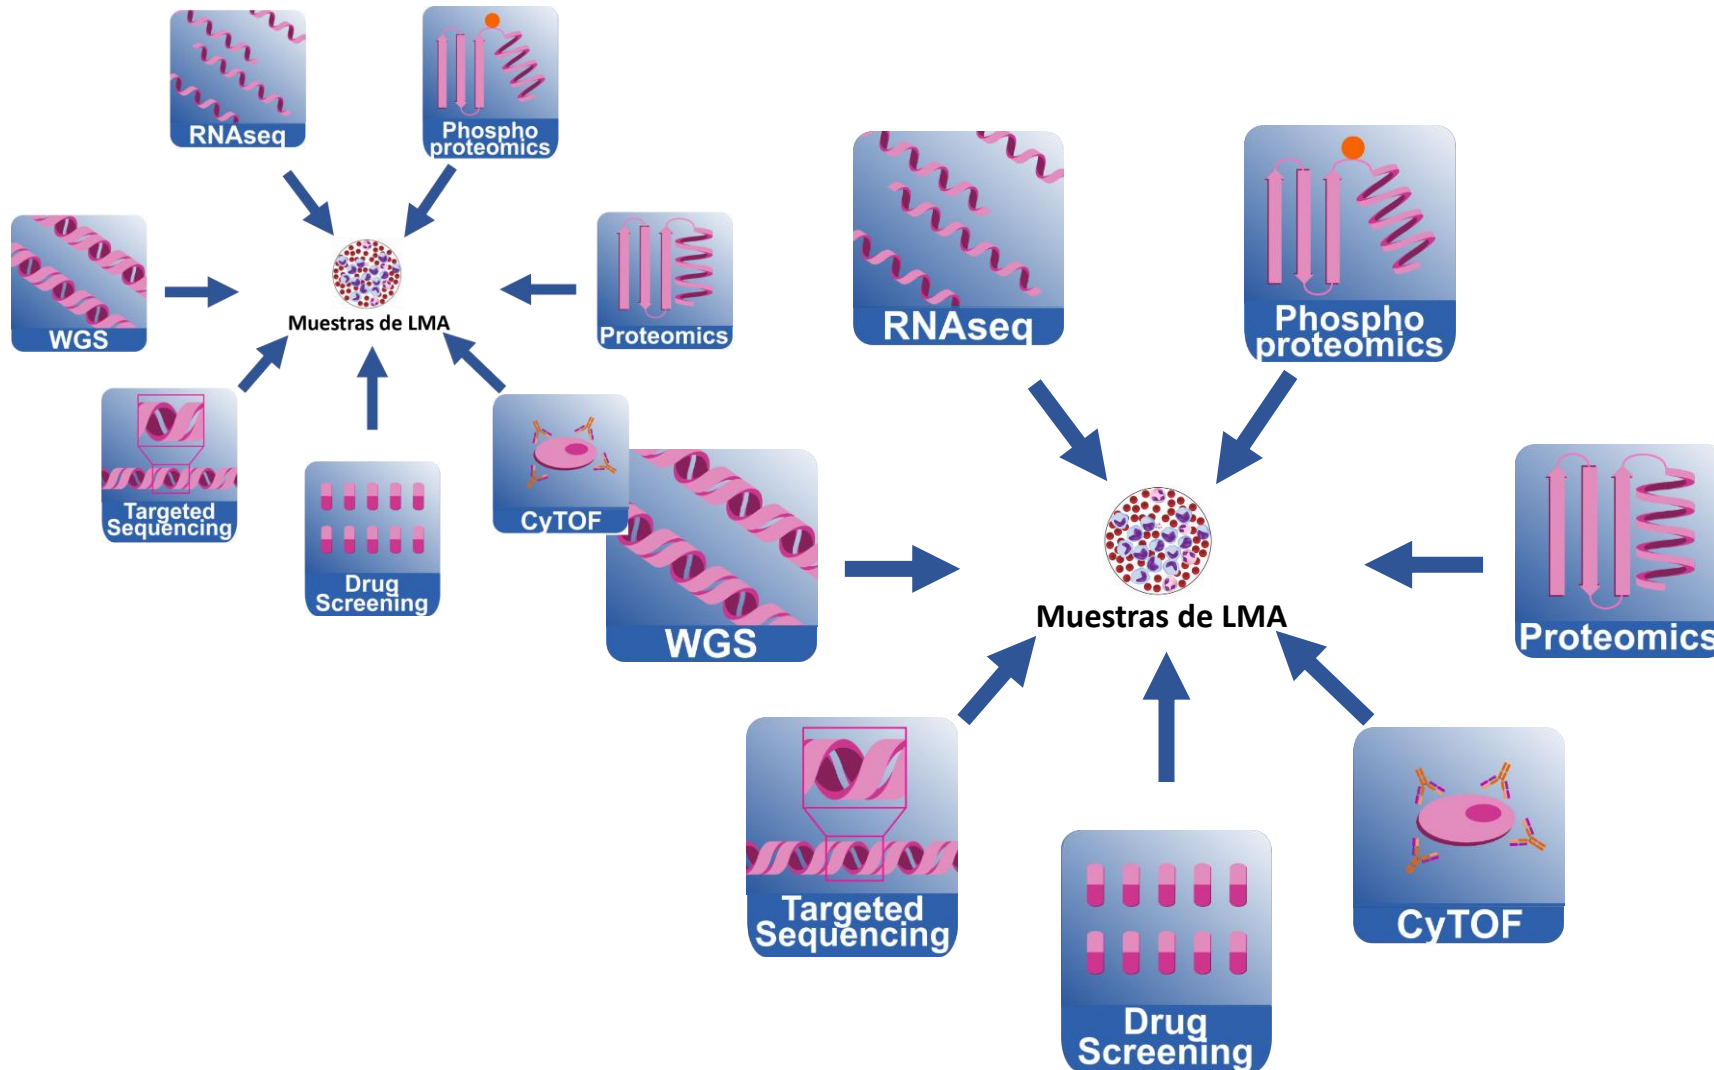 RNAseq
Phospho
proteomics
WGS
Muestras de LMA
Proteomics
Targeted
Sequencing
Drug
Screening
CyTOF
RNAseq
Phospho
proteomics
WGS
Muestras de LMA
Proteomics
Targeted
Sequencing
Drug
Screening
CyTOF